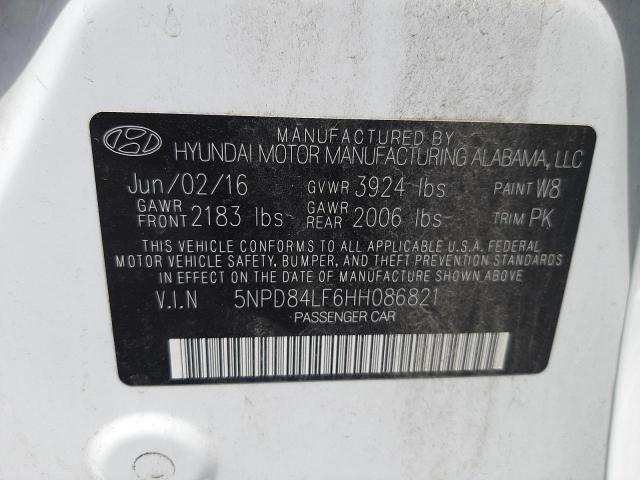 MANUFACTURED BY
HYUNDAI MOTOR MANUFACTURING ALABAMA, LLC
Jun/02/16 GVWR 3924 lbs PAINT W8
GAWR FRONT 2183 lbs GAWR REAR 2006 lbs TRIM PK
THIS VEHICLE CONFORMS TO ALL APPLICABLE U.S.A. FEDERAL
MOTOR VEHICLE SAFETY, BUMPER, AND THEFT PREVENTION STANDARDS
IN EFFECT ON THE DATE OF MANUFACTURE SHOWN ABOVE.
V.I.N 5NPD84LF6HH086821
PASSENGER CAR